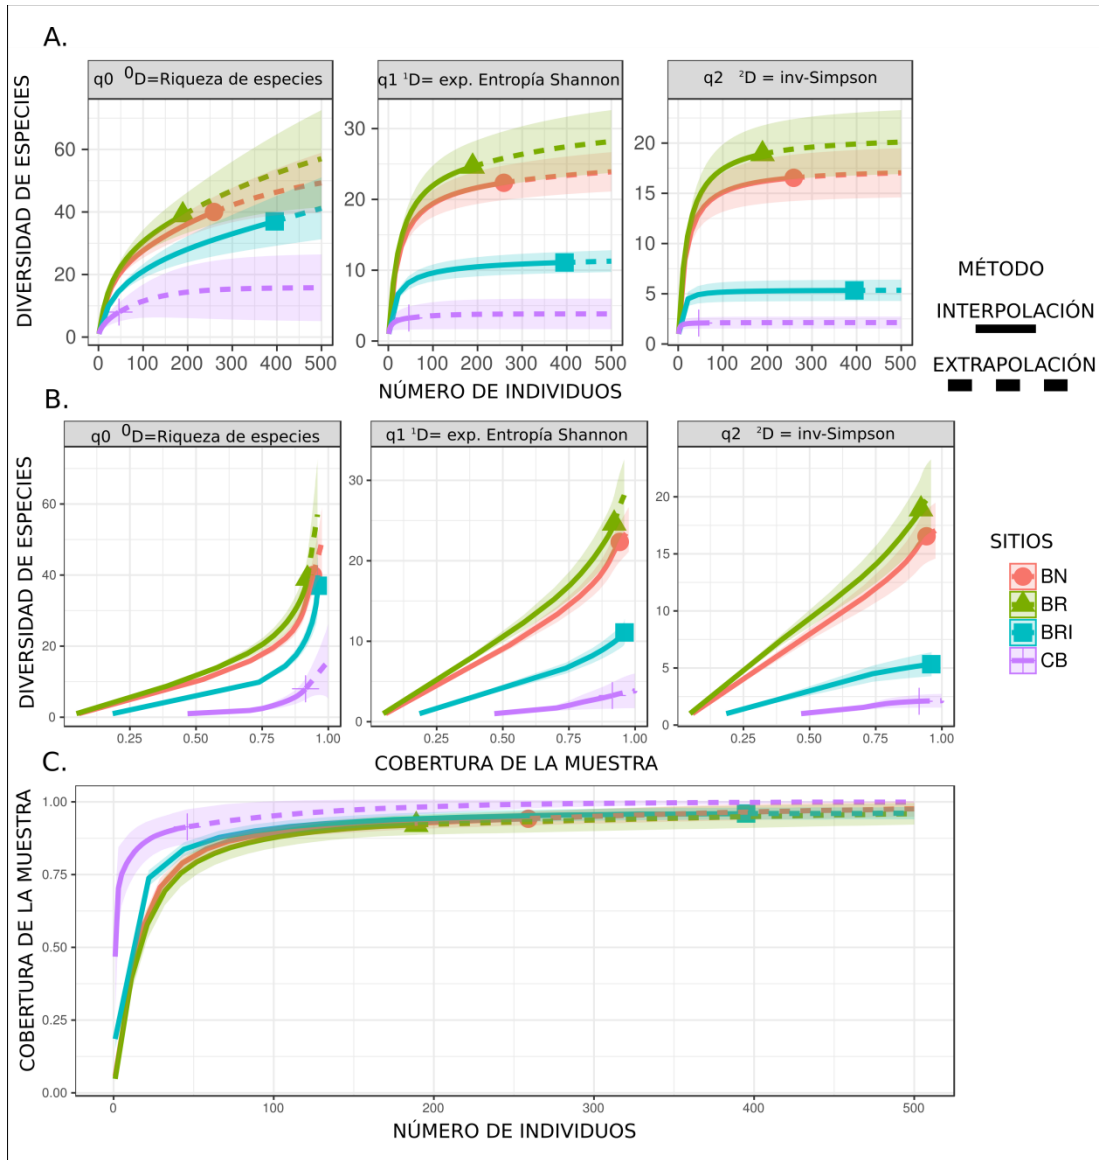 A.
q0 ⁰D=Riqueza de especies
q1 ¹D= exp. Entropía Shannon
q2 ²D = inv-Simpson
DIVERSIDAD DE ESPECIES
60
40
20
0
0 100 200 300 400 500
30
20
10
0
0 100 200 300 400 500
20
15
10
5
0
0 100 200 300 400 500
NÚMERO DE INDIVIDUOS
MÉTODO
INTERPOLACIÓN
EXTRAPOLACIÓN
B.
q0 ⁰D=Riqueza de especies
q1 ¹D= exp. Entropía Shannon
q2 ²D = inv-Simpson
DIVERSIDAD DE ESPECIES
60
40
20
0
0.25 0.50 0.75 1.00
30
20
10
0
0.25 0.50 0.75 1.00
20
15
10
5
0
0.25 0.50 0.75 1.00
COBERTURA DE LA MUESTRA
SITIOS
BN
BR
BRI
CB
C.
COBERTURA DE LA MUESTRA
1.00
0.75
0.50
0.25
0.00
0 100 200 300 400 500
NÚMERO DE INDIVIDUOS